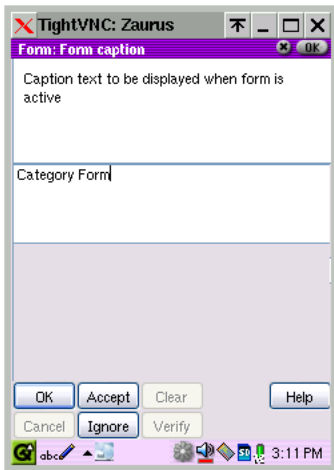 TightVNC: Zaurus
Form: Form caption
OK
Caption text to be displayed when form is
active
Category Form
OK Accept Clear Help
Cancel Ignore Verify
abc SD 3:11 PM